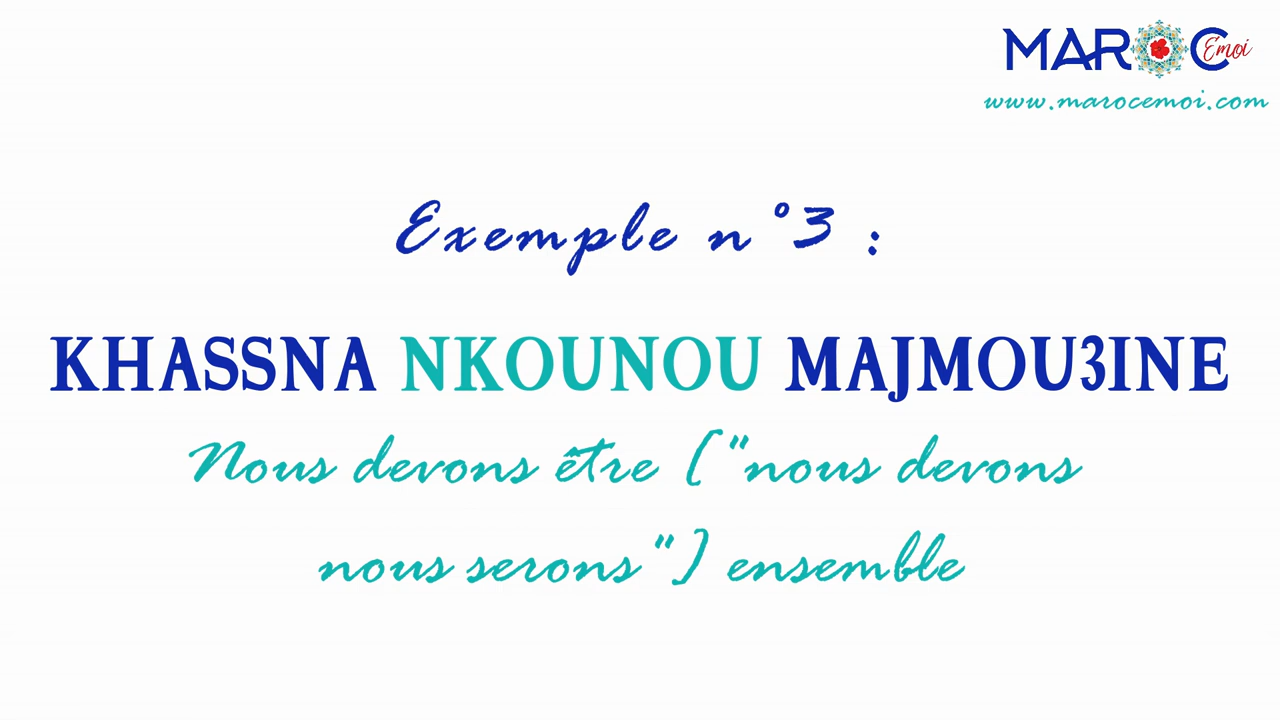 MAROC Emoi
www.marocemoi.com
Exemple n°3 :
KHASSNA NKOUNOU MAJMOU3INE
Nous devons être ("nous devons
nous serons") ensemble